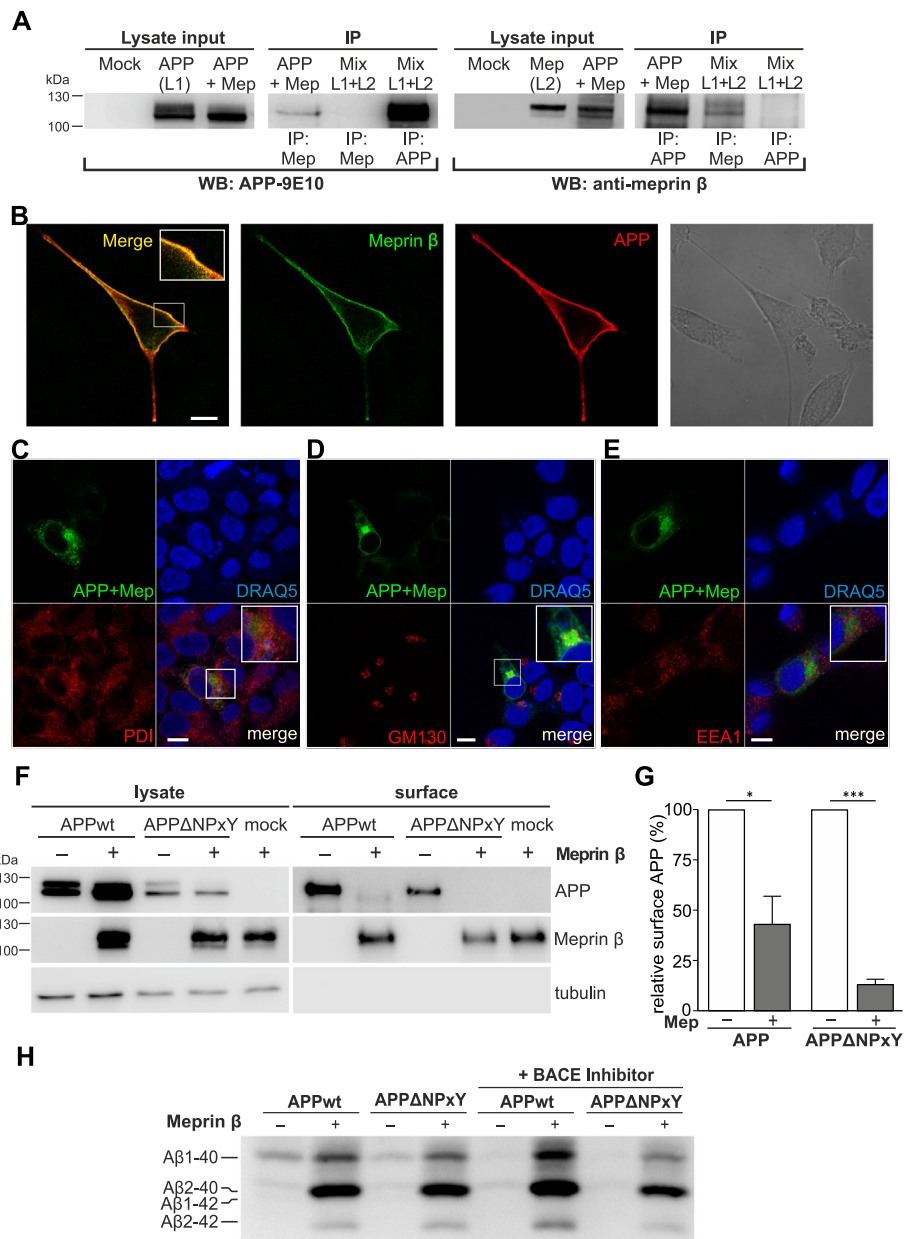 A
Lysate input IP Lysate input IP
Mock APP (L1) APP + Mep APP + Mep Mix L1+L2 Mix L1+L2 Mock Mep (L2) APP + Mep APP + Mep Mix L1+L2 Mix L1+L2
kDa
130
100
IP: Mep IP: Mep IP: APP IP: APP IP: Mep IP: APP
WB: APP-9E10 WB: anti-meprin β
B
Merge Meprin β APP
C D E
APP+Mep DRAQ5 APP+Mep DRAQ5 APP+Mep DRAQ5
PDI merge GM130 merge EEA1 merge
F
lysate surface
APPwt APPΔNPxY mock APPwt APPΔNPxY mock
– + – + + – + – + + Meprin β
kDa
130
100
APP
130
100
Meprin β
tubulin
G
relative surface APP (%)
100
75
50
25
0
* ***
Mep – + – +
APP APPΔNPxY
H
+ BACE Inhibitor
APPwt APPΔNPxY APPwt APPΔNPxY
Meprin β – + – + – + – +
Aβ1-40
Aβ2-40
Aβ1-42
Aβ2-42